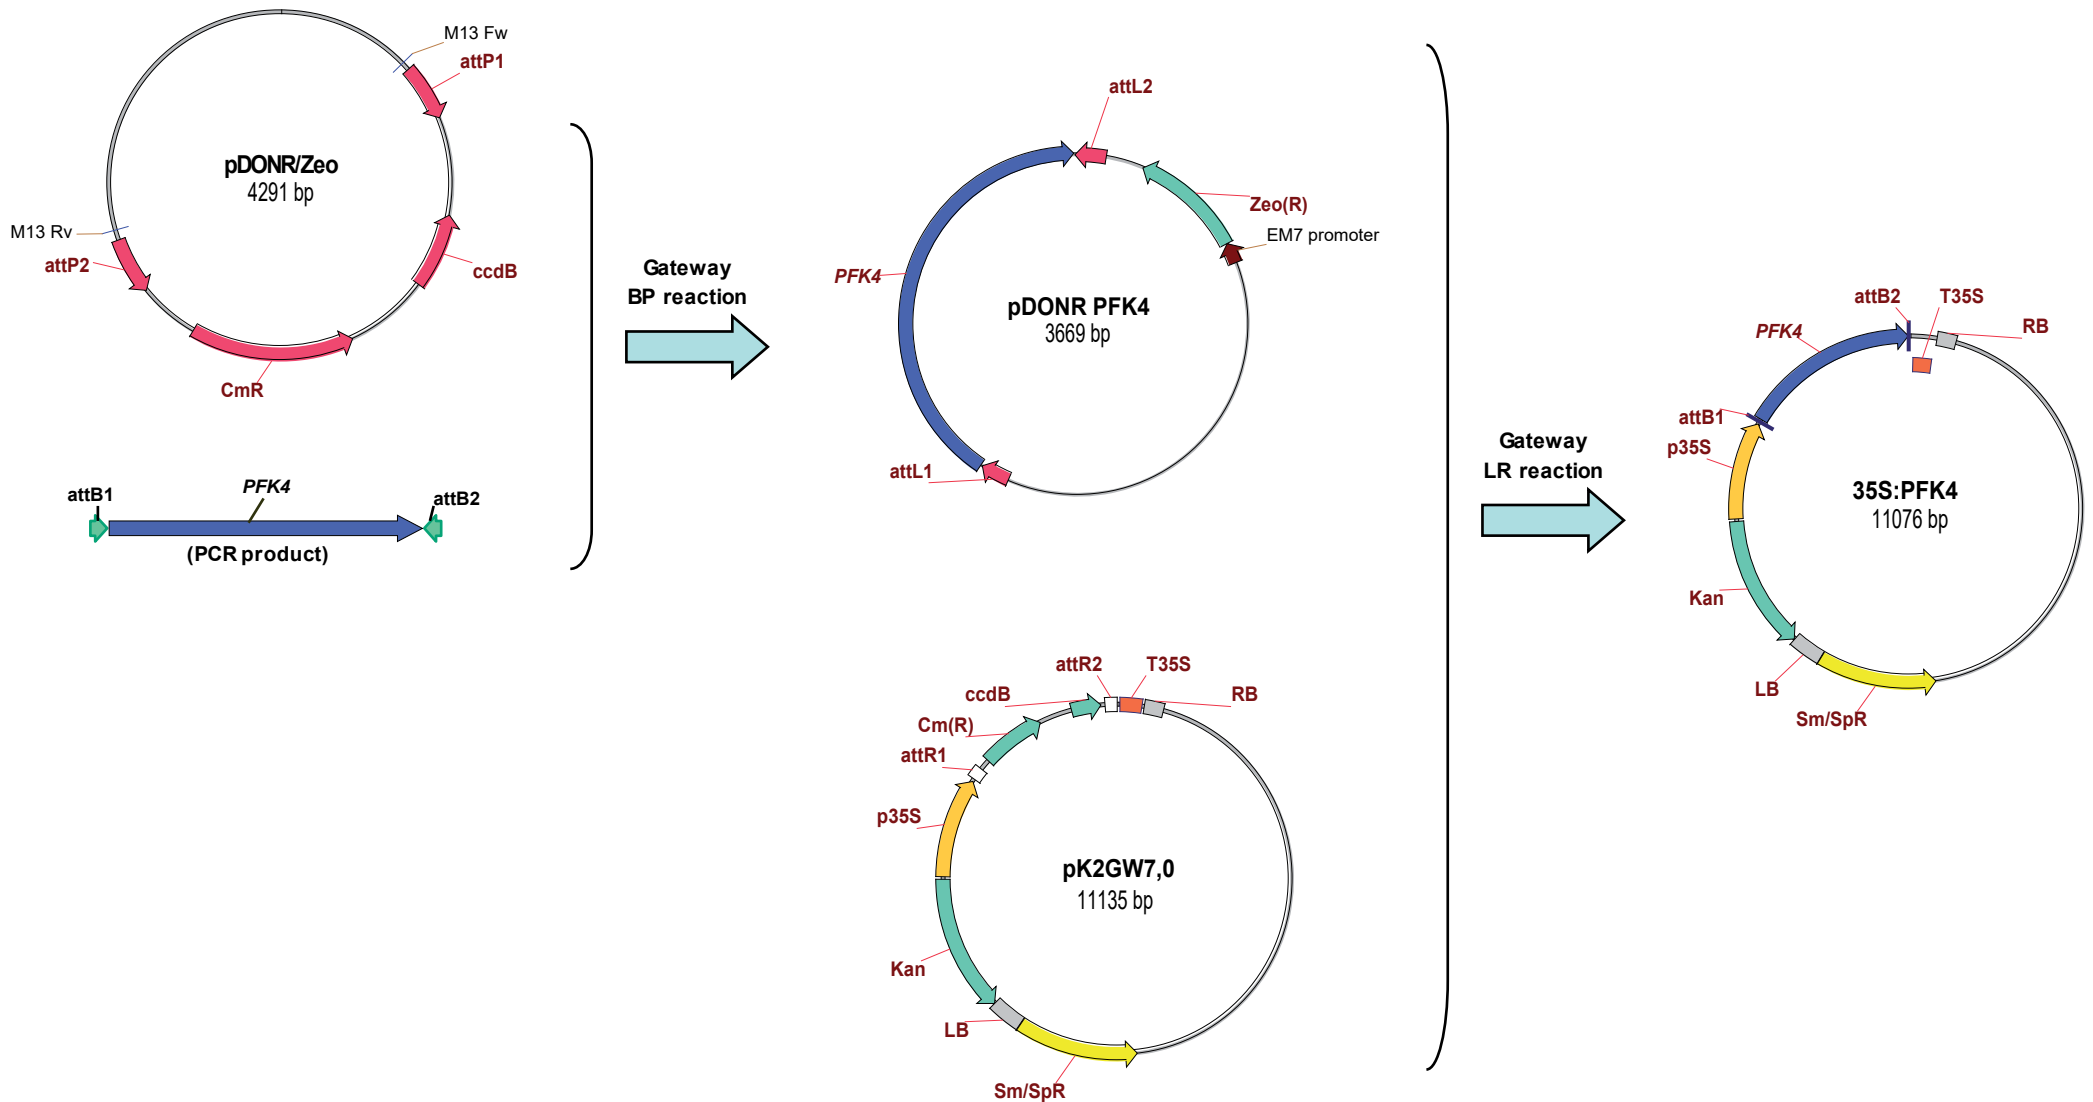 M13 Fw
attP1
pDONR/Zeo
4291 bp
M13 Rv
attP2
ccdB
CmR
attB1
PFK4
attB2
(PCR product)
Gateway
BP reaction
attL2
Zeo(R)
EM7 promoter
PFK4
pDONR PFK4
3669 bp
attL1
attR2
T35S
ccdB
RB
Cm(R)
attR1
p35S
pK2GW7,0
11135 bp
Kan
LB
Sm/SpR
Gateway
LR reaction
attB2
T35S
PFK4
RB
attB1
p35S
35S:PFK4
11076 bp
Kan
LB
Sm/SpR